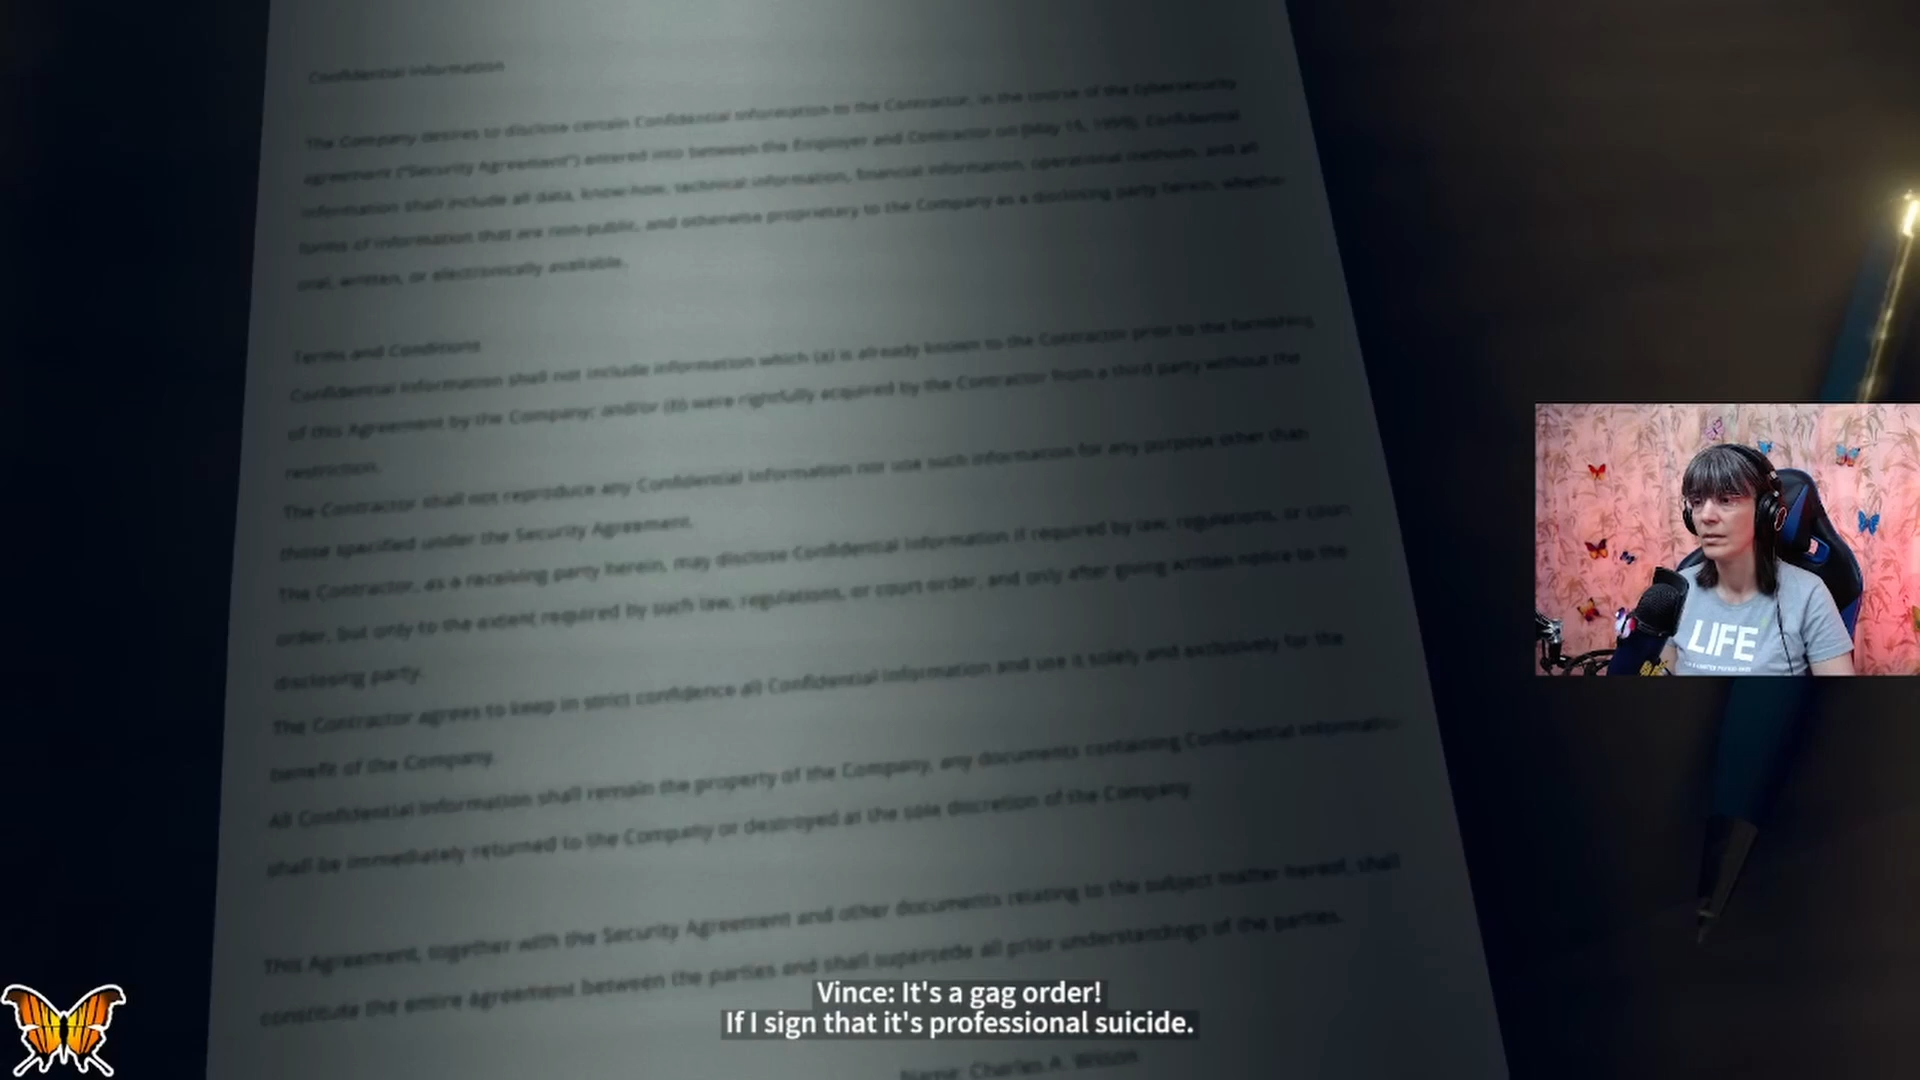 Confidential Information
The Company desires to disclose certain Confidential Information to the Contractor, in the course of the cybersecurity
agreement ("Security Agreement") entered into between the Employer and Contractor on (May 15, 1999). Confidential
information shall include all data, know-how, technical information, financial information, operational methods, and all
forms of information that are non-public, and otherwise proprietary to the Company as a disclosing party herein, whether
oral, written, or electronically available.
Terms and Conditions
Confidential Information shall not include information which (a) is already known to the Contractor prior to the furnishing
of this Agreement by the Company; and/or (b) were rightfully acquired by the Contractor from a third party without the
restriction.
The Contractor shall not reproduce any Confidential Information nor use such information for any purpose other than
those specified under the Security Agreement.
The Contractor, as a receiving party herein, may disclose Confidential Information if required by law, regulations, or court
order, but only to the extent required by such law, regulations, or court order, and only after giving written notice to the
disclosing party.
The Contractor agrees to keep in strict confidence all Confidential Information and use it solely and exclusively for the
benefit of the Company.
All Confidential Information shall remain the property of the Company, any documents containing Confidential Informati
shall be immediately returned to the Company or destroyed at the sole discretion of the Company.
This Agreement, together with the Security Agreement and other documents relating to the subject matter hereof, shall
constitute the entire agreement between the parties and shall supersede all prior understandings of the parties.
Name: Charles A. Wilson
Vince: It's a gag order!
If I sign that it's professional suicide.
LIFE